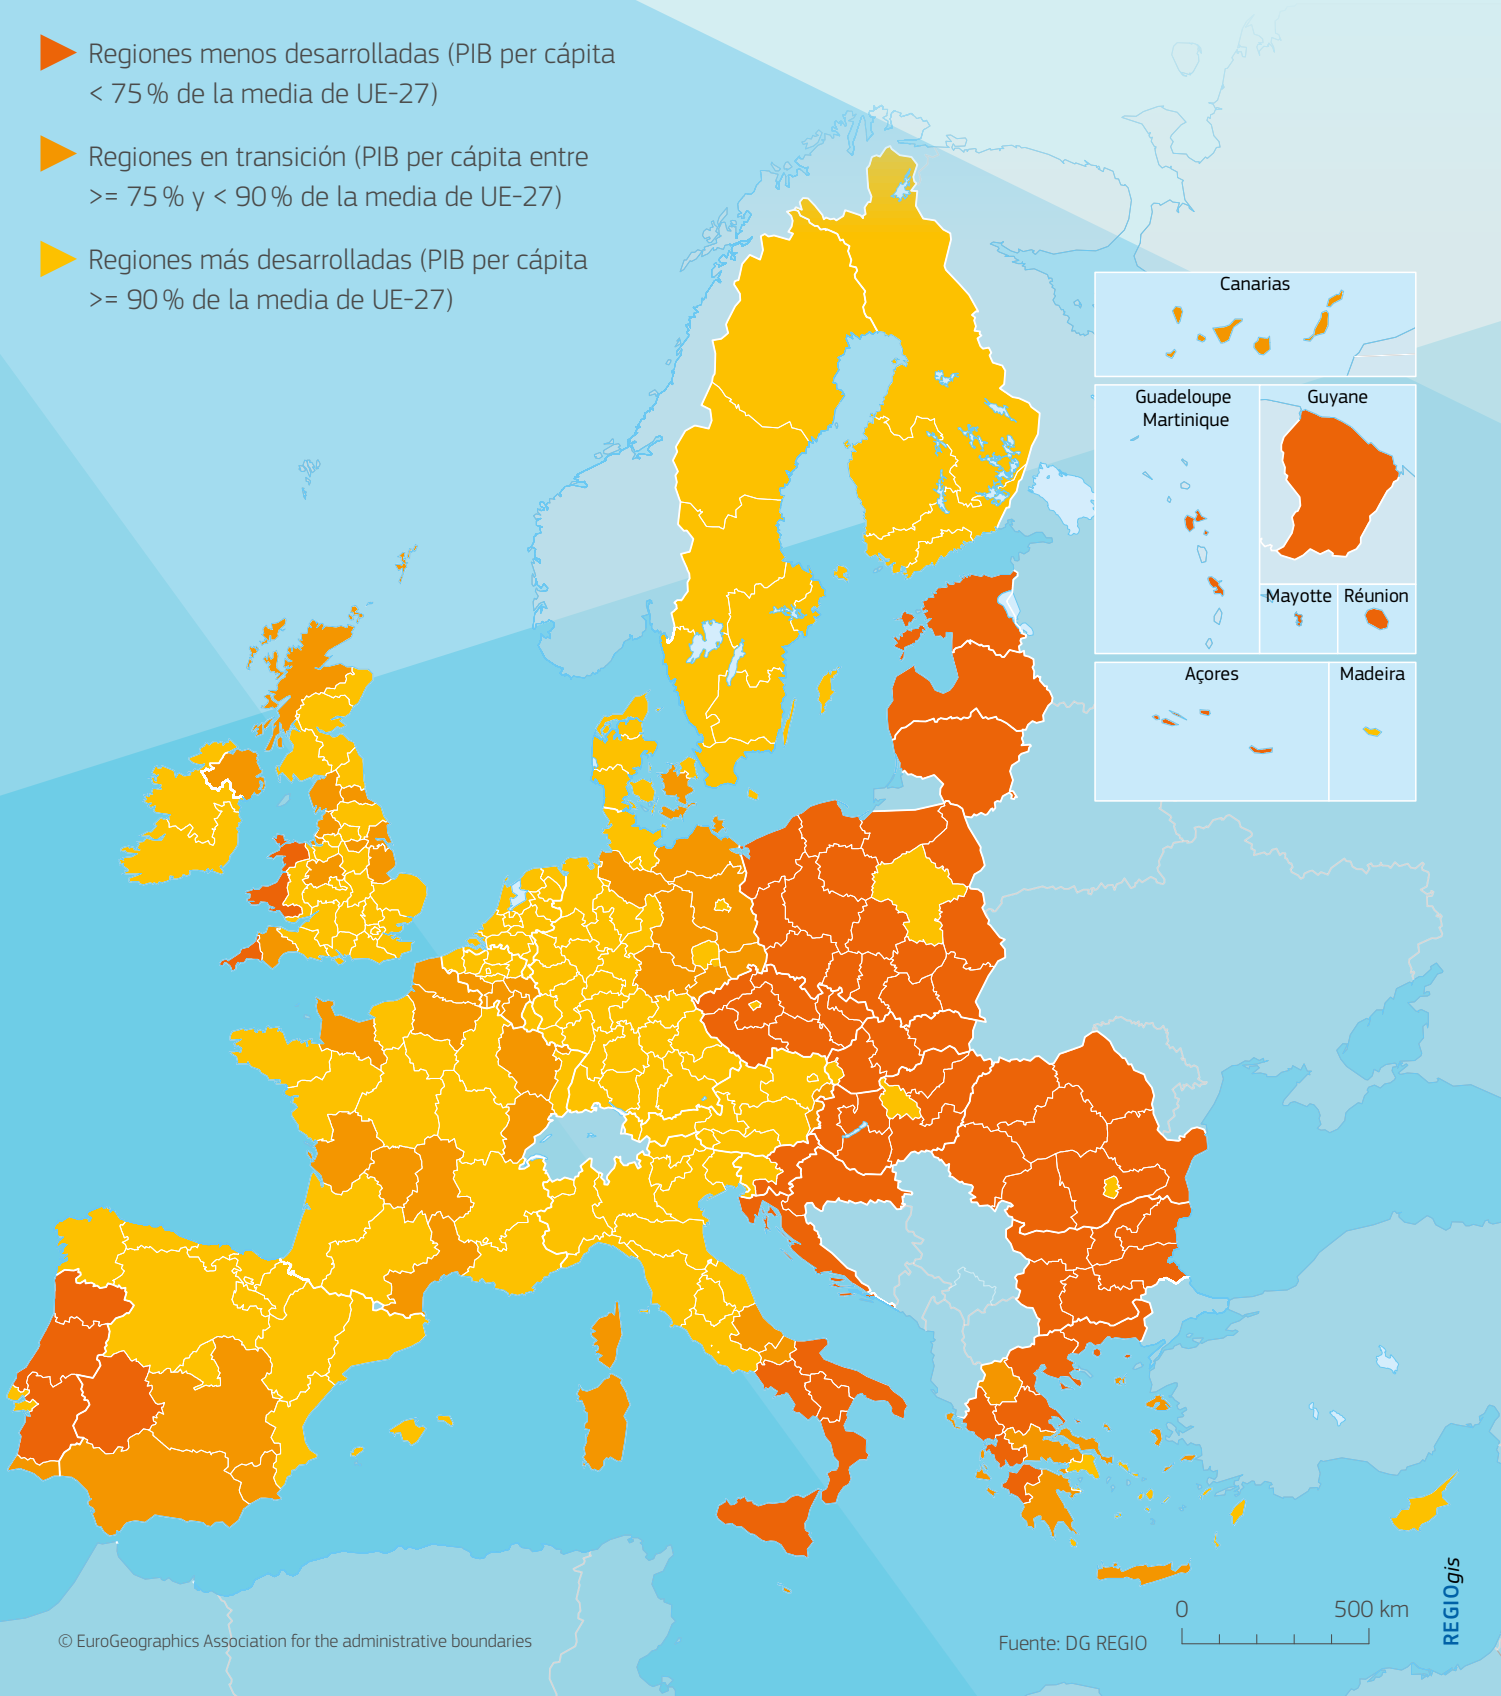 Regiones menos desarrolladas (PIB per cápita
< 75 % de la media de UE-27)
Regiones en transición (PIB per cápita entre
>= 75 % y < 90 % de la media de UE-27)
Regiones más desarrolladas (PIB per cápita
>= 90 % de la media de UE-27)
Canarias
Guadeloupe
Martinique
Guyane
Mayotte
Réunion
Açores
Madeira
REGIOgis
0 500 km
Fuente: DG REGIO
© EuroGeographics Association for the administrative boundaries